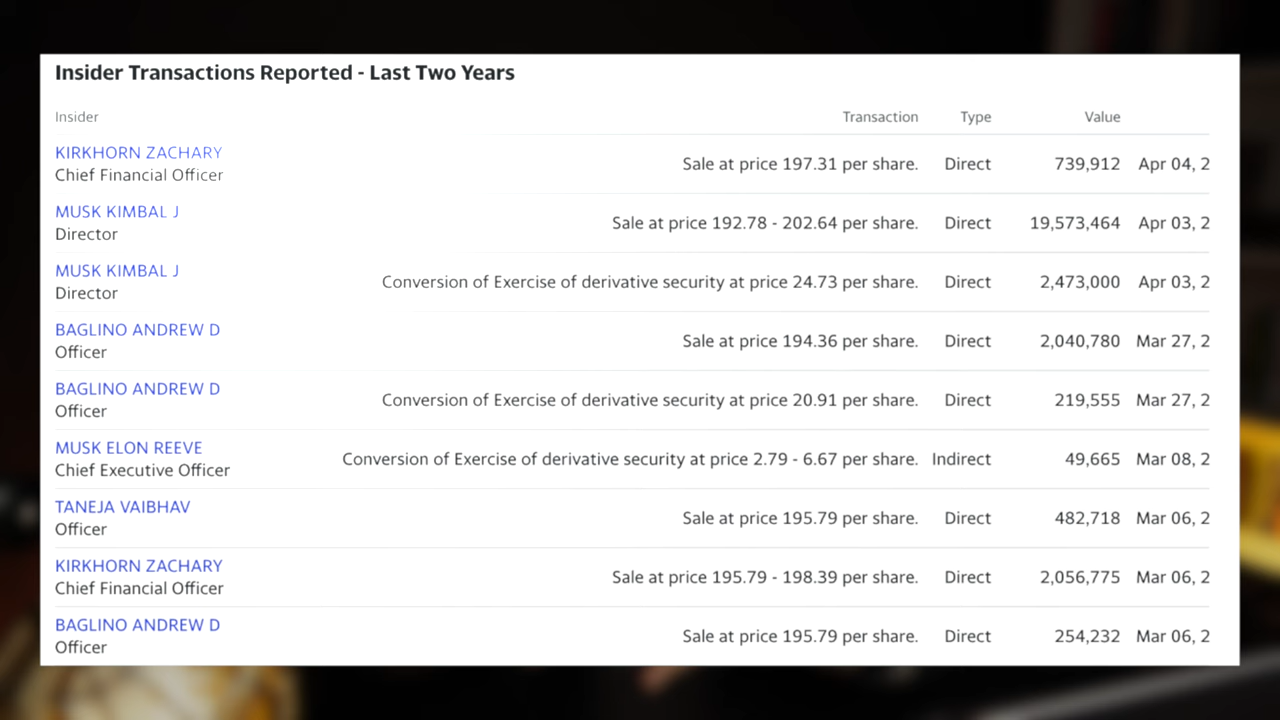 Insider Transactions Reported - Last Two Years
Insider Transaction Type Value
KIRKHORN ZACHARY
Chief Financial Officer
Sale at price 197.31 per share. Direct 739,912 Apr 04, 2
MUSK KIMBAL J
Director
Sale at price 192.78 - 202.64 per share. Direct 19,573,464 Apr 03, 2
MUSK KIMBAL J
Director
Conversion of Exercise of derivative security at price 24.73 per share. Direct 2,473,000 Apr 03, 2
BAGLINO ANDREW D
Officer
Sale at price 194.36 per share. Direct 2,040,780 Mar 27, 2
BAGLINO ANDREW D
Officer
Conversion of Exercise of derivative security at price 20.91 per share. Direct 219,555 Mar 27, 2
MUSK ELON REEVE
Chief Executive Officer
Conversion of Exercise of derivative security at price 2.79 - 6.67 per share. Indirect 49,665 Mar 08, 2
TANEJA VAIBHAV
Officer
Sale at price 195.79 per share. Direct 482,718 Mar 06, 2
KIRKHORN ZACHARY
Chief Financial Officer
Sale at price 195.79 - 198.39 per share. Direct 2,056,775 Mar 06, 2
BAGLINO ANDREW D
Officer
Sale at price 195.79 per share. Direct 254,232 Mar 06, 2